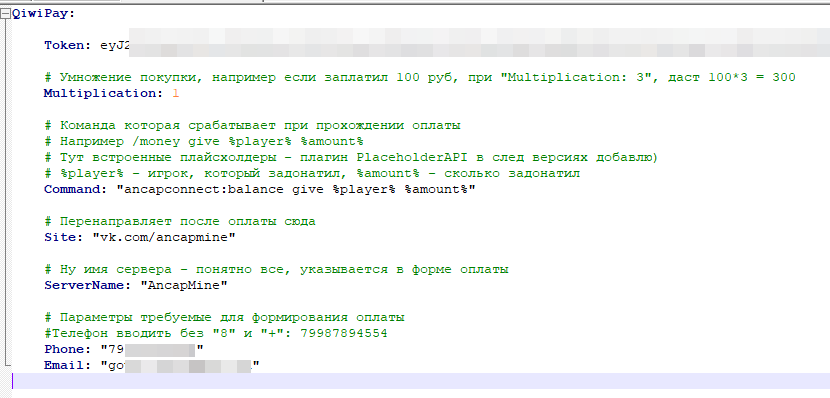 QiwiPay:
Token: eyJ2
# Умножение покупки, например если заплатил 100 руб, при "Multiplication: 3", даст 100*3 = 300
Multiplication: 1
# Команда которая срабатывает при прохождении оплаты
# Например /money give %player% %amount%
# Тут встроенные плайсхолдеры - плагин PlaceholderAPI в след версиях добавлю)
# %player% - игрок, который задонатил, %amount% - сколько задонатил
Command: "ancapconnect:balance give %player% %amount%"
# Перенаправляет после оплаты сюда
Site: "vk.com/ancapmine"
# Ну имя сервера - понятно все, указывается в форме оплаты
ServerName: "AncapMine"
# Параметры требуемые для формирования оплаты
#Телефон вводить без "8" и "+": 79987894554
Phone: "79"
Email: "go"